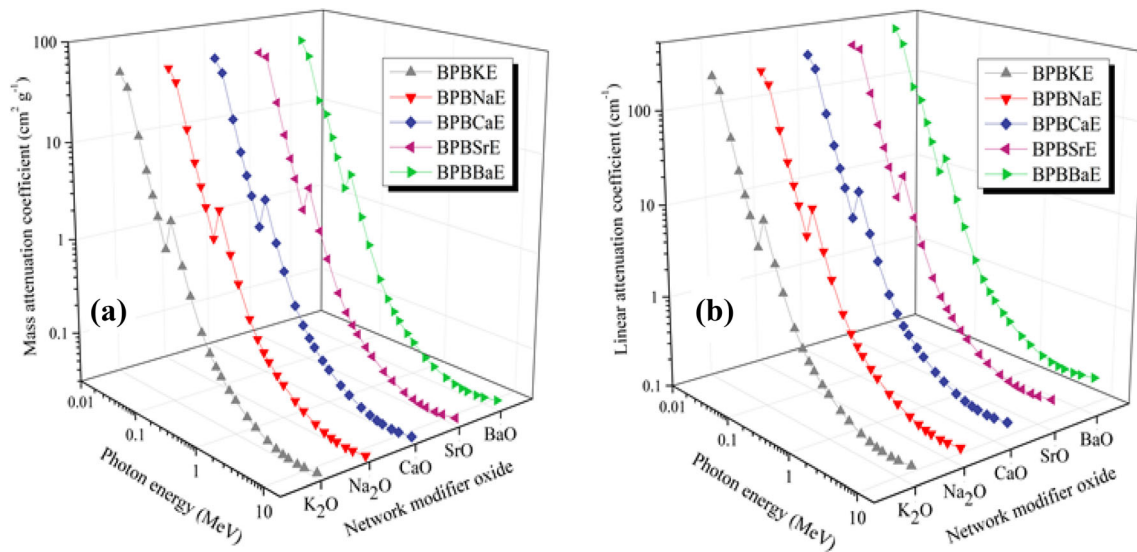 100
10
1
0.1
Mass attenuation coefficient (cm² g⁻¹)
(a)
BPBKE
BPBNaE
BPBCaE
BPBSrE
BPBBaE
0.01
0.1
1
10
Photon energy (MeV)
K₂O
Na₂O
CaO
SrO
BaO
Network modifier oxide
100
10
1
0.1
Linear attenuation coefficient (cm⁻¹)
(b)
BPBKE
BPBNaE
BPBCaE
BPBSrE
BPBBaE
0.01
0.1
1
10
Photon energy (MeV)
K₂O
Na₂O
CaO
SrO
BaO
Network modifier oxide